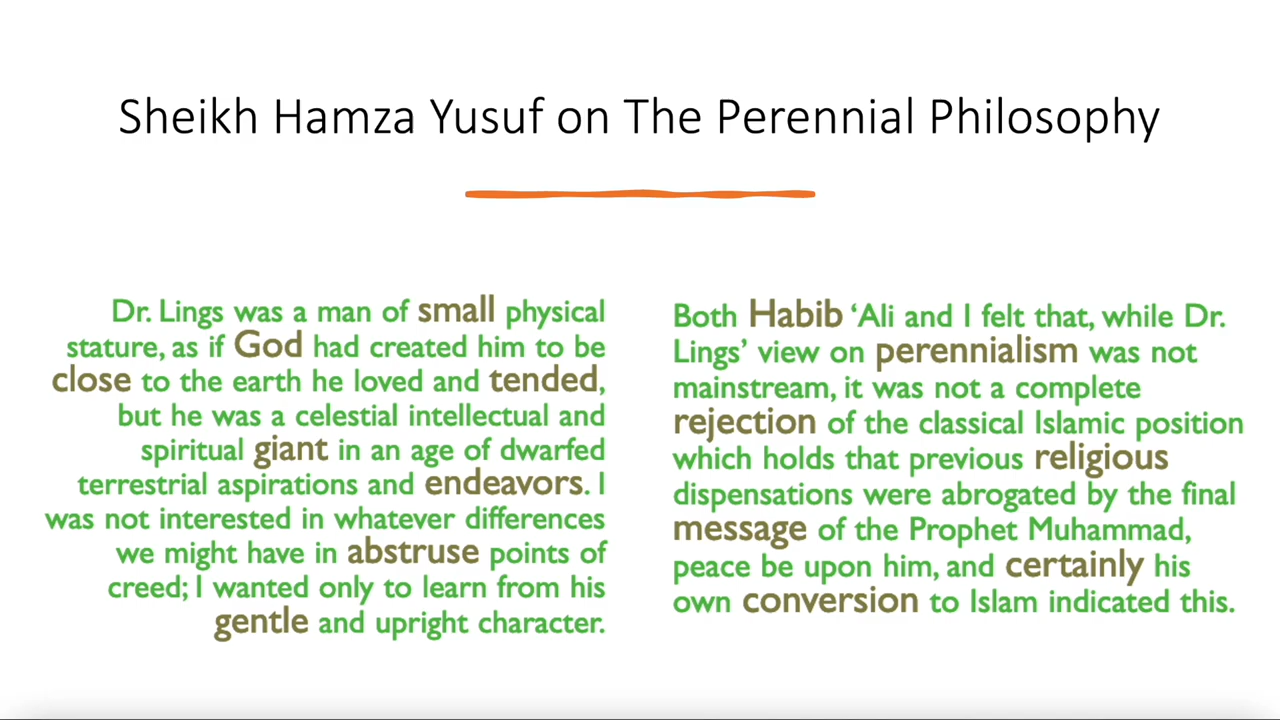 Sheikh Hamza Yusuf on The Perennial Philosophy
Dr. Lings was a man of small physical
stature, as if God had created him to be
close to the earth he loved and tended,
but he was a celestial intellectual and
spiritual giant in an age of dwarfed
terrestrial aspirations and endeavors. I
was not interested in whatever differences
we might have in abstruse points of
creed; I wanted only to learn from his
gentle and upright character.
Both Habib ‘Ali and I felt that, while Dr.
Lings’ view on perennialism was not
mainstream, it was not a complete
rejection of the classical Islamic position
which holds that previous religious
dispensations were abrogated by the final
message of the Prophet Muhammad,
peace be upon him, and certainly his
own conversion to Islam indicated this.